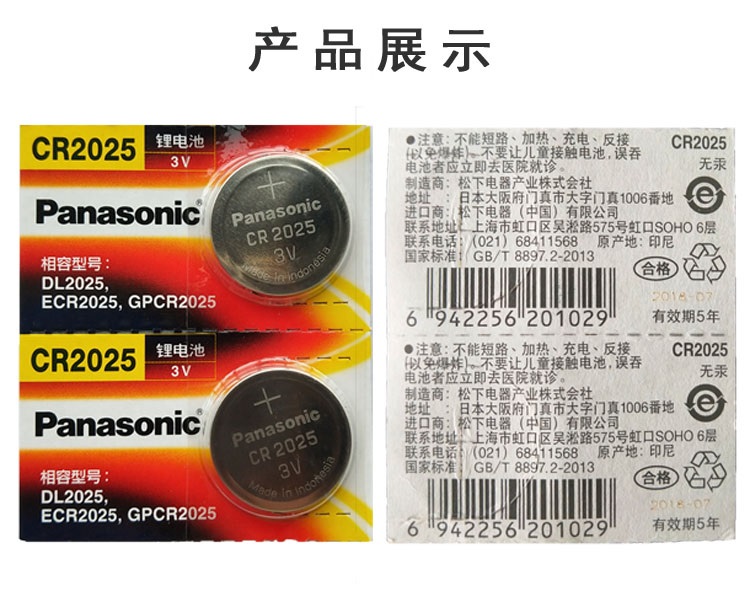 产品展示
CR2025
锂电池
3V
Panasonic
相容型号:
DL2025,
ECR2025, GPCR2025
+
Panasonic
CR 2025
3V
Made in Indonesia
CR2025
锂电池
3V
Panasonic
相容型号:
DL2025,
ECR2025, GPCR2025
+
Panasonic
CR 2025
3V
Made in Indonesia
●注意: 不能短路、加热、充电、反接
(以免爆炸)。不要让儿童接触电池,误吞
电池者应立即去医院就诊。
CR2025
无汞
制造商: 松下电器产业株式会社
地址 : 日本大阪府门真市大字门真1006番地
进口商: 松下电器(中国)有限公司
联系地址: 上海市虹口区吴淞路575号虹口SOHO 6层
联系电话: (021) 68411568 原产地: 印尼
国家标准: GB/T 8897.2-2013
合格
2018-07
有效期5年
6 942256 201029
●注意: 不能短路、加热、充电、反接
(以免爆炸)。不要让儿童接触电池,误吞
电池者应立即去医院就诊。
CR2025
无汞
制造商: 松下电器产业株式会社
地址 : 日本大阪府门真市大字门真1006番地
进口商: 松下电器(中国)有限公司
联系地址: 上海市虹口区吴淞路575号虹口SOHO 6层
联系电话: (021) 68411568 原产地: 印尼
国家标准: GB/T 8897.2-2013
合格
2018-07
有效期5年
6 942256 201029